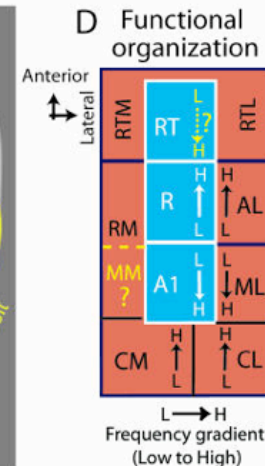 D Functional
organization
Anterior
Lateral
RTM
RT
L
?
H
RTL
RM
R
H
L
H
L
AL
MM
?
A1
L
H
L
H
ML
CM
H
L
H
L
CL
L → H
Frequency gradient
(Low to High)